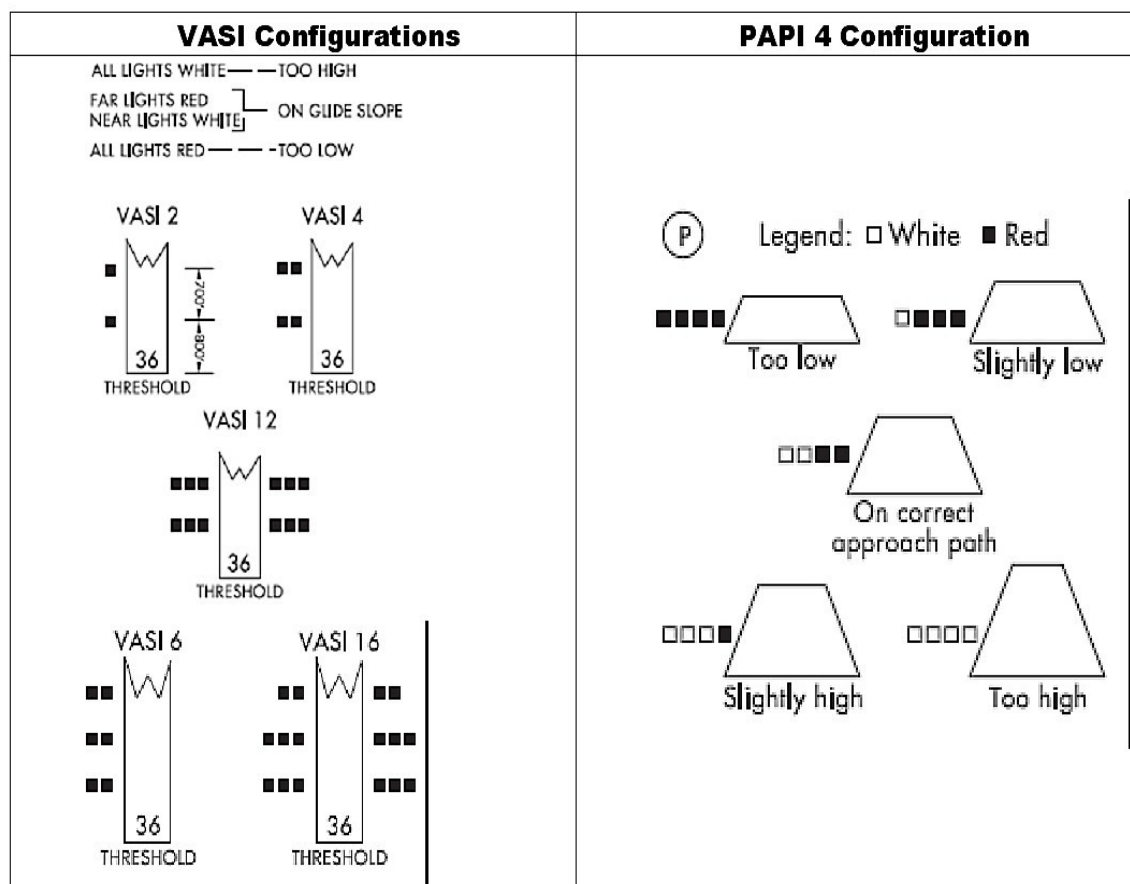 VASI Configurations
ALL LIGHTS WHITE — — — TOO HIGH
FAR LIGHTS RED
NEAR LIGHTS WHITE
ON GLIDE SLOPE
ALL LIGHTS RED — — — - TOO LOW
VASI 2
VASI 4
700'
800'
36
36
THRESHOLD
THRESHOLD
VASI 12
36
THRESHOLD
VASI 6
VASI 16
36
36
THRESHOLD
THRESHOLD
PAPI 4 Configuration
P
Legend: □ White ■ Red
Too low
Slightly low
On correct
approach path
Slightly high
Too high